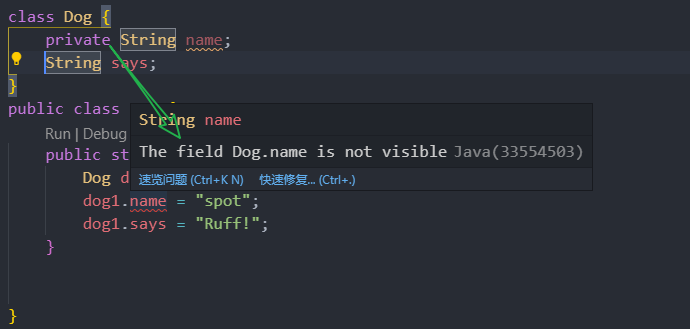 class Dog {
private String name;
String says;
}
public class
{
String name
Run | Debug
The field Dog.name is not visible Java(33554503)
public st
速览问题 (Ctrl+K N) 快速修复... (Ctrl+.)
Dog d
dog1.name = "spot";
dog1.says = "Ruff!";
}
}